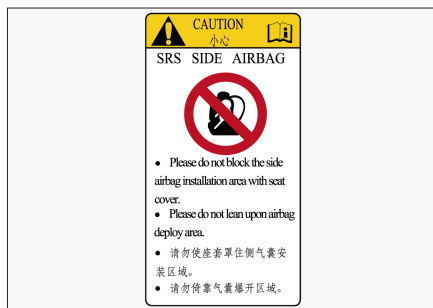 CAUTION
小心
SRS SIDE AIRBAG
• Please do not block the side
airbag installation area with seat
cover.
• Please do not lean upon airbag
deploy area.
• 请勿使座套罩住侧气囊安
装区域。
• 请勿倚靠气囊爆开区域。